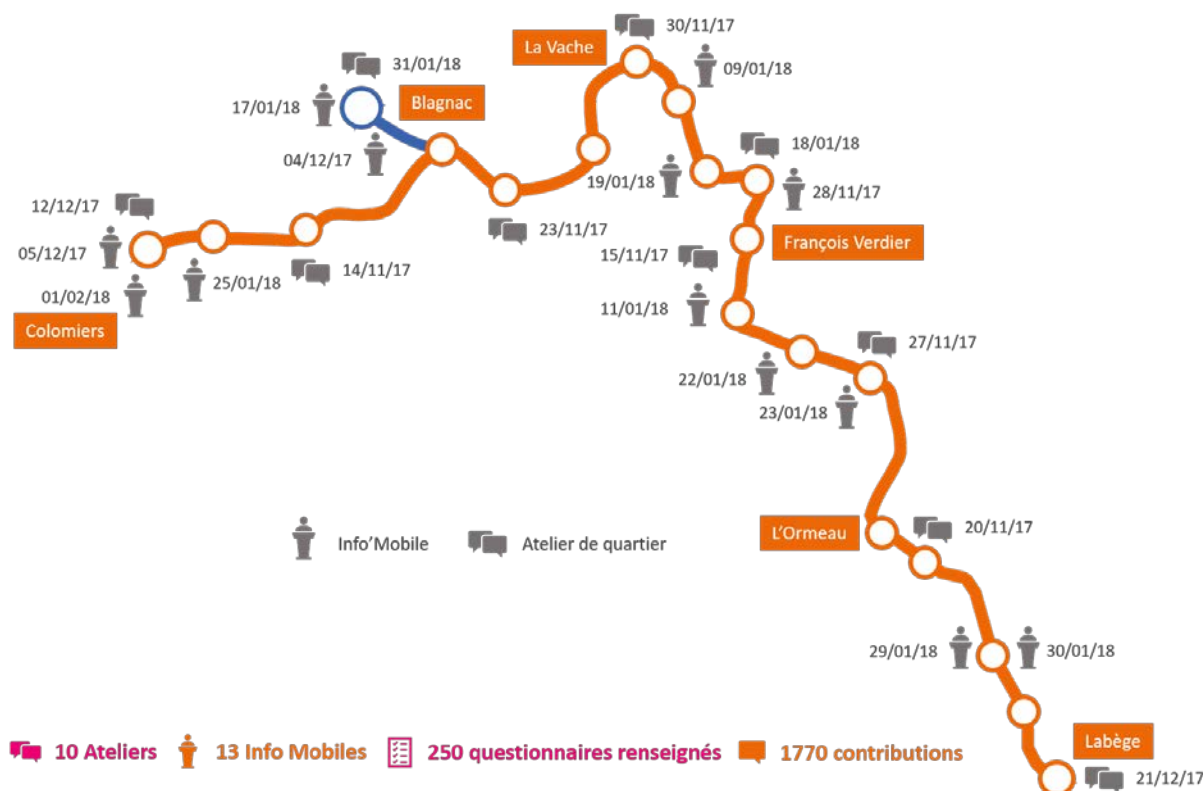 30/11/17
La Vache
09/01/18
31/01/18
Blagnac
17/01/18
04/12/17
18/01/18
19/01/18
28/11/17
12/12/17
23/11/17
François Verdier
05/12/17
15/11/17
25/01/18
14/11/17
01/02/18
11/01/18
Colomiers
27/11/17
22/01/18
23/01/18
20/11/17
L'Ormeau
Info'Mobile
Atelier de quartier
29/01/18
30/01/18
Labège
10 Ateliers
13 Info Mobiles
250 questionnaires renseignés
1770 contributions
21/12/17